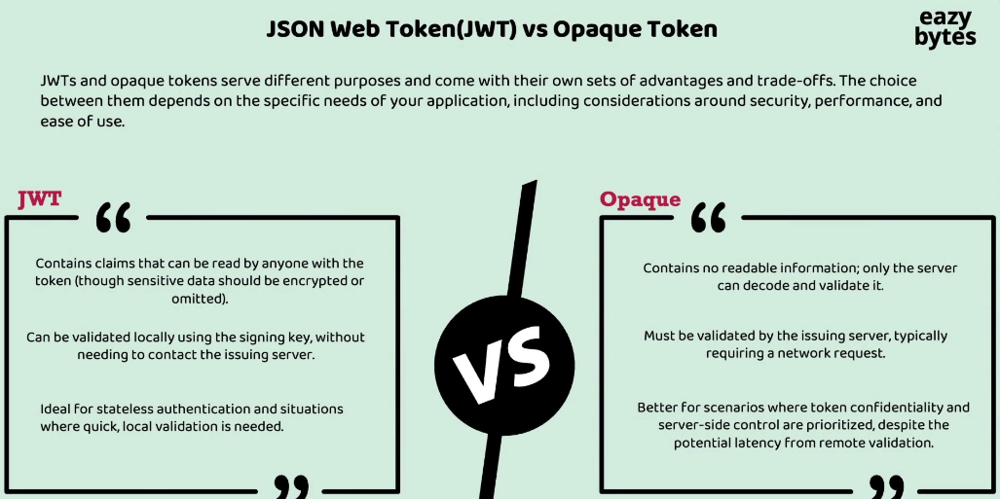 JSON Web Token(JWT) vs Opaque Token
eazy
bytes
JWTs and opaque tokens serve different purposes and come with their own sets of advantages and trade-offs. The choice
between them depends on the specific needs of your application, including considerations around security, performance, and
ease of use.
JWT
Contains claims that can be read by anyone with the
token (though sensitive data should be encrypted or
omitted).
Can be validated locally using the signing key, without
needing to contact the issuing server.
Ideal for stateless authentication and situations
where quick, local validation is needed.
VS
Opaque
Contains no readable information; only the server
can decode and validate it.
Must be validated by the issuing server, typically
requiring a network request.
Better for scenarios where token confidentiality and
server-side control are prioritized, despite the
potential latency from remote validation.